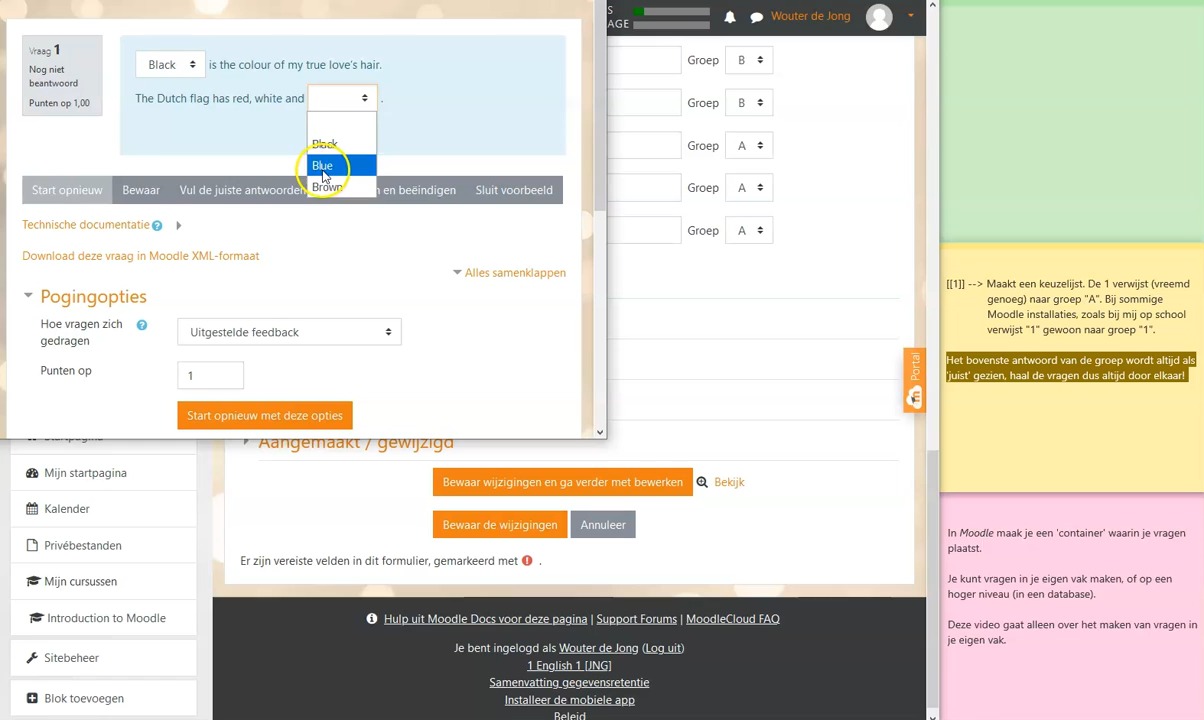 Vraag 1
Nog niet
beantwoord
Punten op 1,00
Black is the colour of my true love's hair.
The Dutch flag has red, white and .
Black
Blue
Brown
Start opnieuw Bewaar Vul de juiste antwoorden en beëindigen Sluit voorbeeld
Technische documentatie ?
Download deze vraag in Moodle XML-formaat
Alles samenklappen
Pogingopties
Hoe vragen zich
gedragen
? Uitgestelde feedback
Punten op 1
Start opnieuw met deze opties
S
AGE
Wouter de Jong
Groep B
Groep B
Groep A
Groep A
Groep A
Portal
Aangemaakt / gewijzigd
Bewaar wijzigingen en ga verder met bewerken Bekijk
Bewaar de wijzigingen Annuleer
Er zijn vereiste velden in dit formulier, gemarkeerd met ! .
Startpagina
Mijn startpagina
Kalender
Privébestanden
Mijn cursussen
Introduction to Moodle
Sitebeheer
Blok toevoegen
Hulp uit Moodle Docs voor deze pagina | Support Forums | MoodleCloud FAQ
Je bent ingelogd als Wouter de Jong (Log uit)
1 English 1 [JNG]
Samenvatting gegevensretentie
Installeer de mobiele app
Beleid
[[1]] --> Maakt een keuzelijst. De 1 verwijst (vreemd
genoeg) naar groep "A". Bij sommige
Moodle installaties, zoals bij mij op school
verwijst "1" gewoon naar groep "1".
Het bovenste antwoord van de groep wordt altijd als
'juist' gezien, haal de vragen dus altijd door elkaar!
In Moodle maak je een 'container' waarin je vragen
plaatst.
Je kunt vragen in je eigen vak maken, of op een
hoger niveau (in een database).
Deze video gaat alleen over het maken van vragen in
je eigen vak.